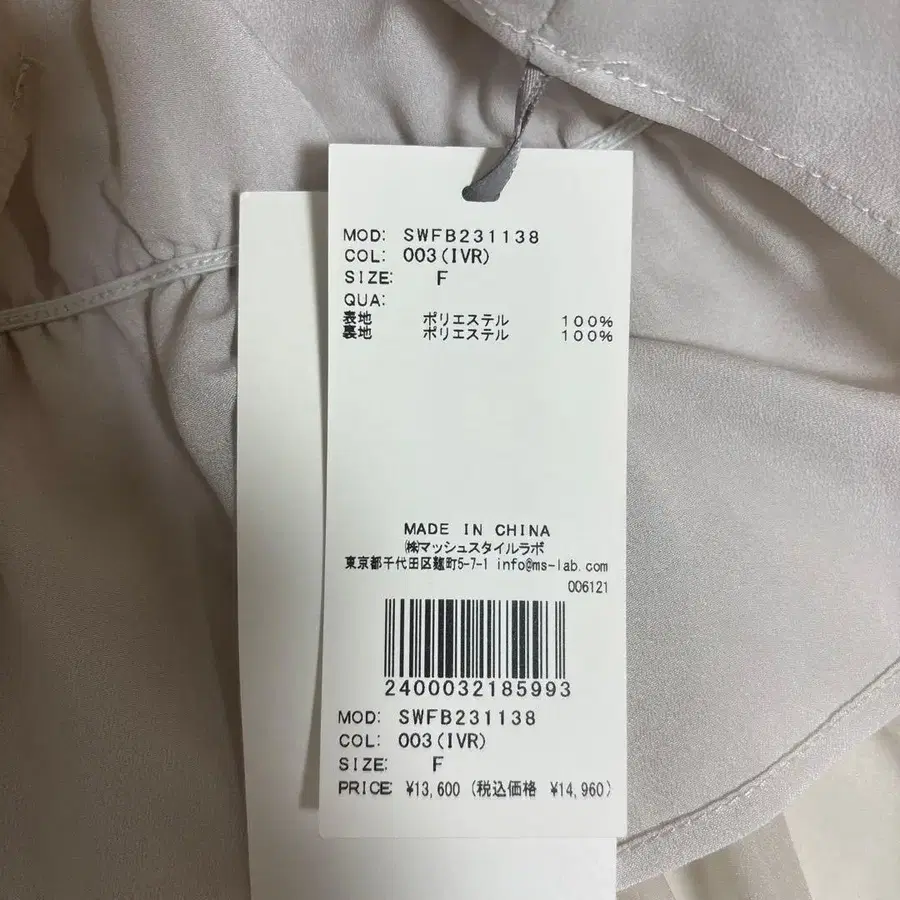 MOD: SWFB231138
COL: 003(IVR)
SIZE: F
QUA:
表地 ポリエステル 100%
裏地 ポリエステル 100%
MADE IN CHINA
㈱マッシュスタイルラボ
東京都千代田区麹町5-7-1 info@ms-lab.com
006121
2400032185993
MOD: SWFB231138
COL: 003(IVR)
SIZE: F
PRICE ¥13,600 (税込価格 ¥14,960)